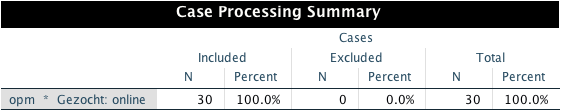 Case Processing Summary
Cases
Included Excluded Total
N Percent N Percent N Percent
opm * Gezocht: online 30 100.0% 0 0.0% 30 100.0%